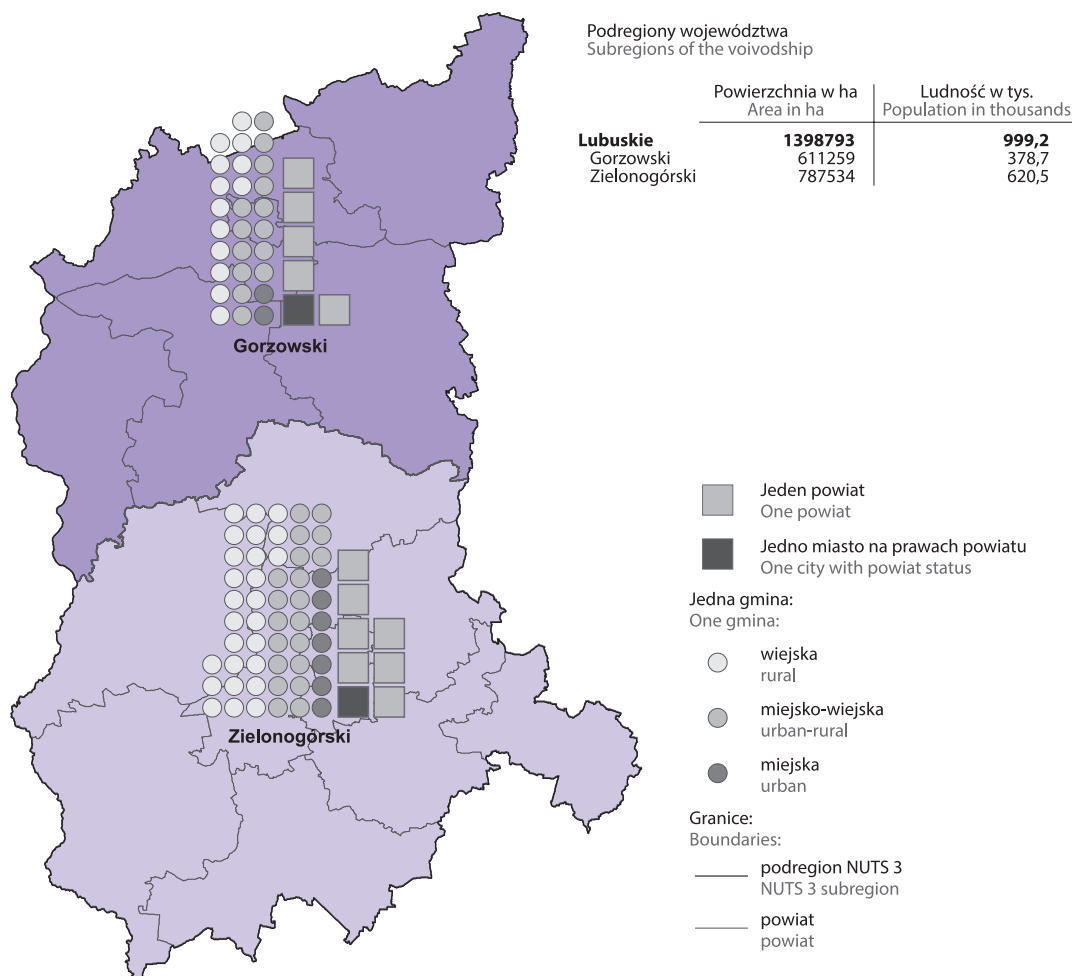 Podregiony województwa
Subregions of the voivodship
Powierzchnia w ha Ludność w tys.
Area in ha Population in thousands
Lubuskie 1398793 999,2
Gorzowski 611259 378,7
Zielonogórski 787534 620,5
Gorzowski
Zielonogórski
Jeden powiat
One powiat
Jedno miasto na prawach powiatu
One city with powiat status
Jedna gmina:
One gmina:
wiejska
rural
miejsko-wiejska
urban-rural
miejska
urban
Granice:
Boundaries:
podregion NUTS 3
NUTS 3 subregion
powiat
powiat